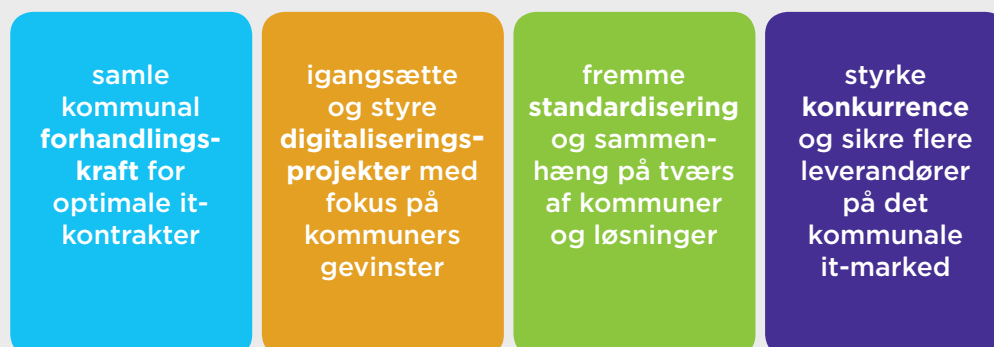 samle
kommunal
forhandlings-
kraft for
optimale it-
kontrakter
igangsætte
og styre
digitaliserings-
projekter med
fokus på
kommuners
gevinster
fremme
standardisering
og sammen-
hæng på tværs
af kommuner
og løsninger
styrke
konkurrence
og sikre flere
leverandører
på det
kommunale
it-marked